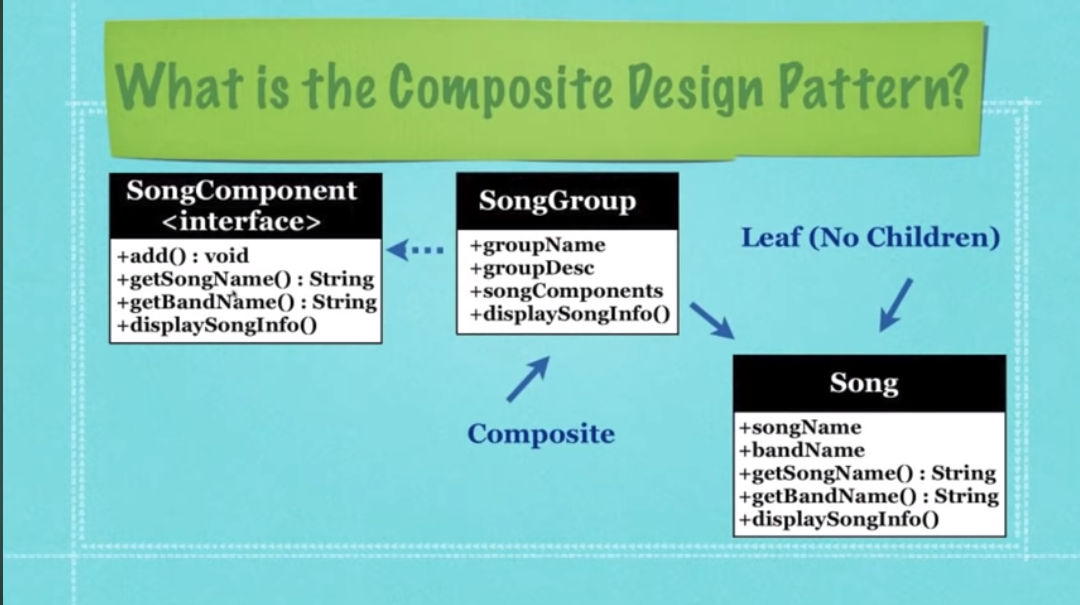 What is the Composite Design Pattern?
SongComponent
<interface>
+add() : void
+getSongName() : String
+getBandName() : String
+displaySongInfo()
SongGroup
+groupName
+groupDesc
+songComponents
+displaySongInfo()
Composite
Leaf (No Children)
Song
+songName
+bandName
+getSongName() : String
+getBandName() : String
+displaySongInfo()